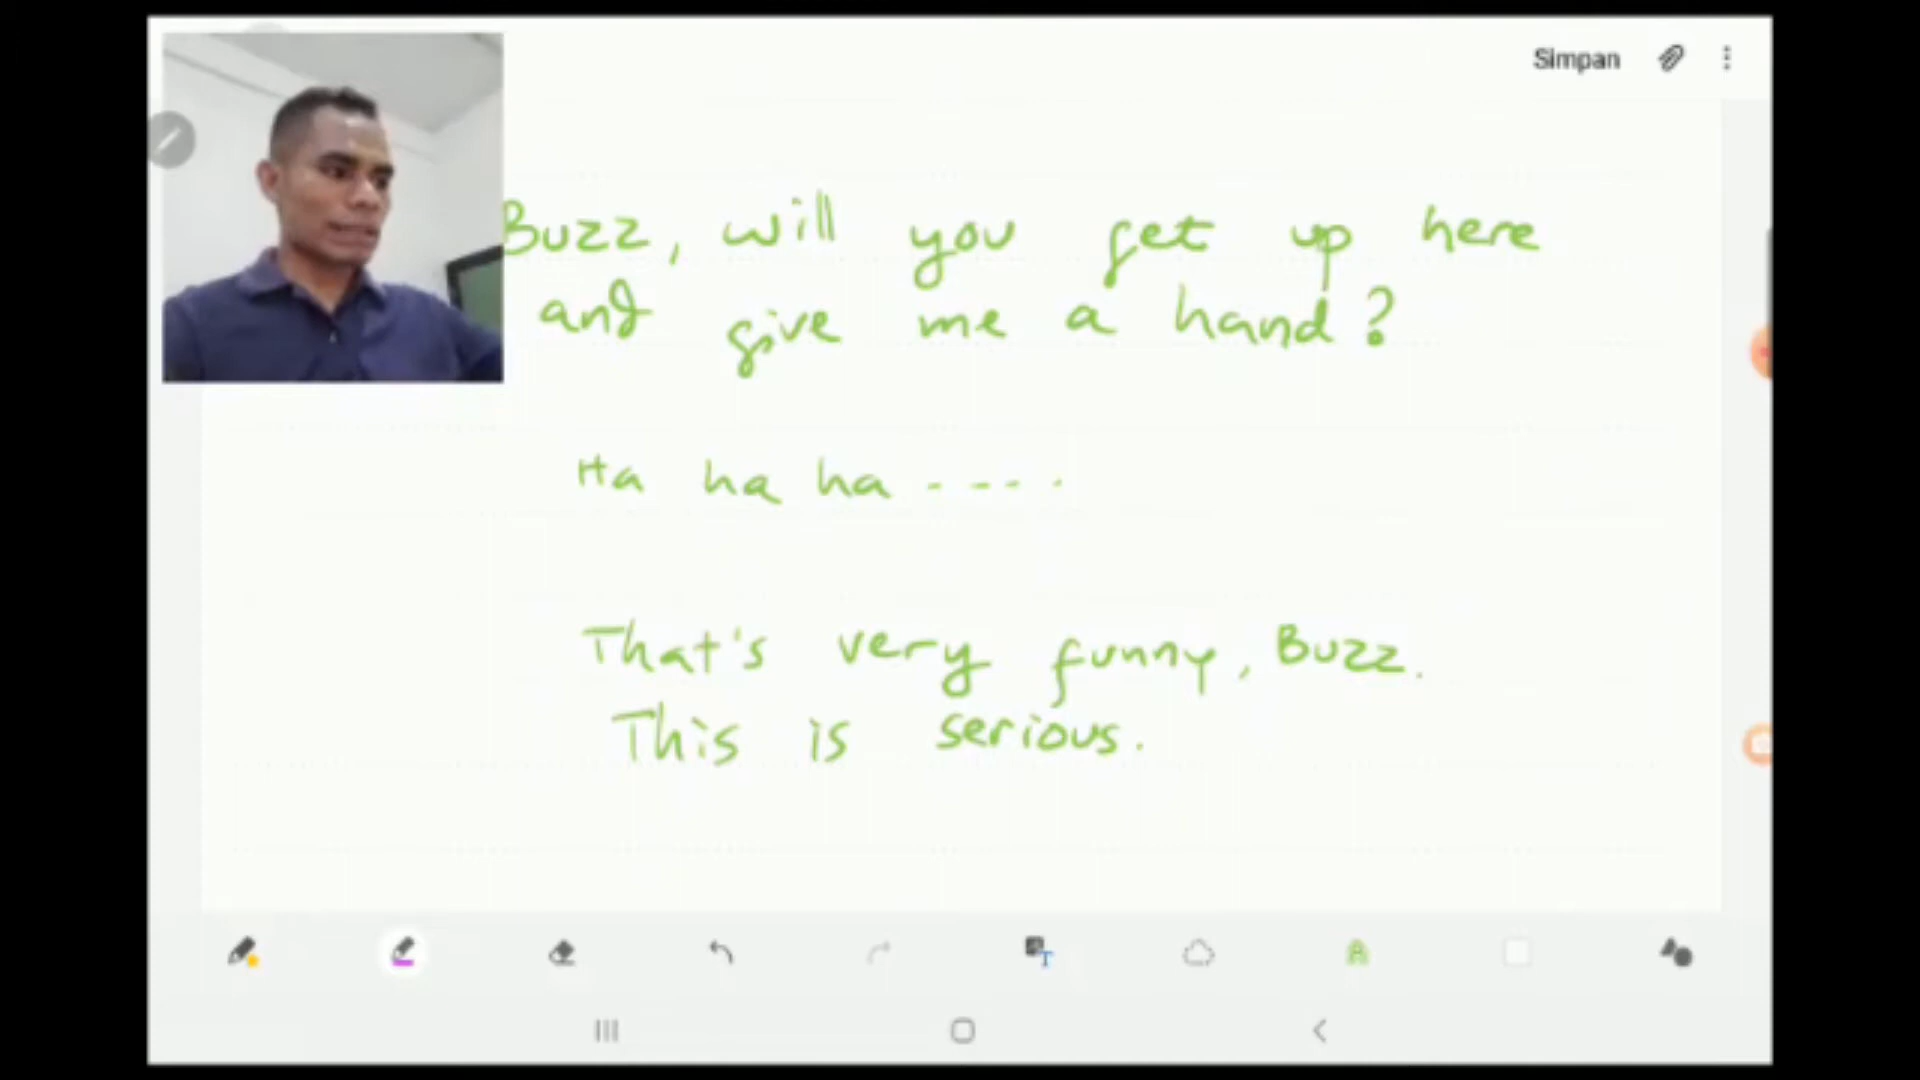 Simpan
Buzz, will you get up here
and give me a hand?
Ha ha ha ----.
That's very funny, Buzz.
This is serious.